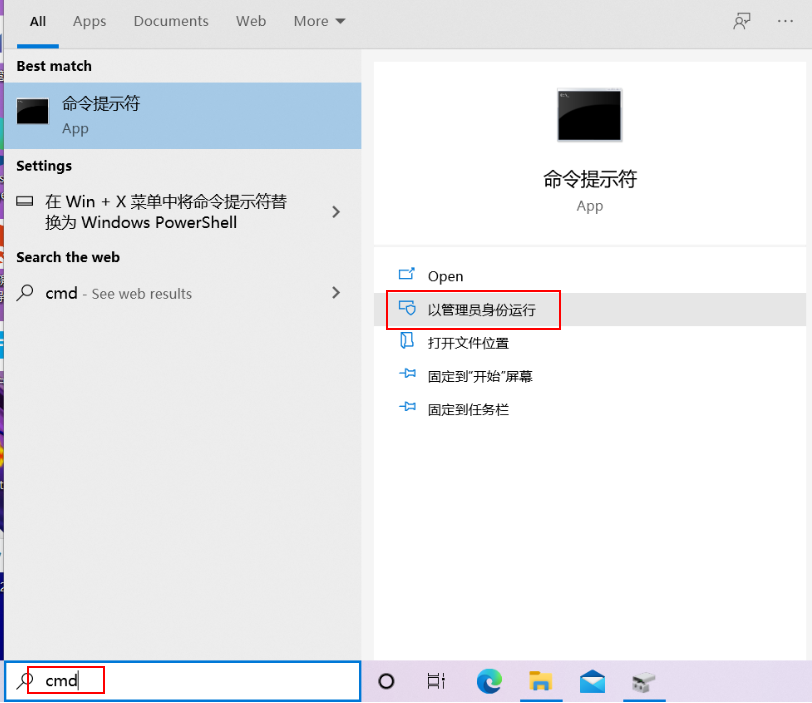 All Apps Documents Web More
Best match
命令提示符
App
Settings
在 Win + X 菜单中将命令提示符替
换为 Windows PowerShell
Search the web
cmd - See web results
命令提示符
App
Open
以管理员身份运行
打开文件位置
固定到"开始"屏幕
固定到任务栏
cmd